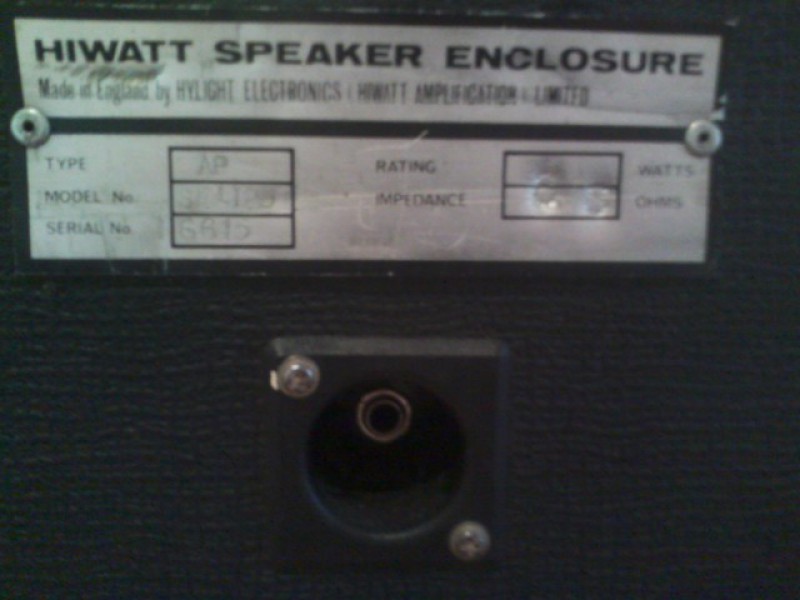 HIWATT SPEAKER ENCLOSURE
Made in England by HYLIGHT ELECTRONICS (HIWATT AMPLIFICATION) LIMITED
TYPE AP RATING WATTS
MODEL No. IMPEDANCE OHMS
SERIAL No.